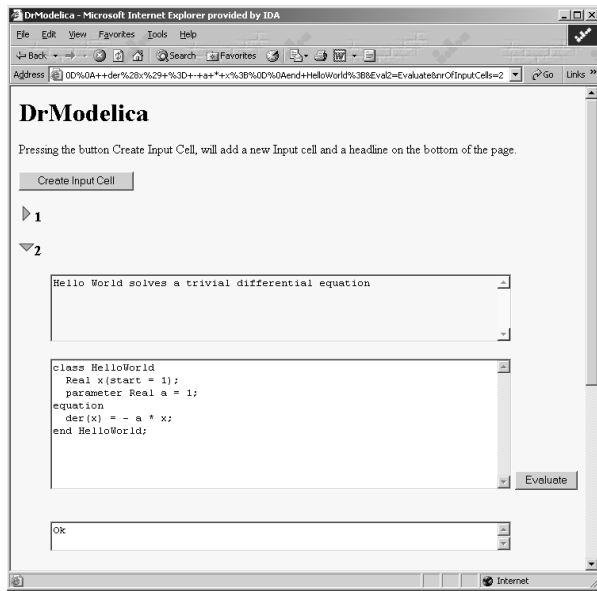 DrModelica - Microsoft Internet Explorer provided by IDA
File Edit View Favorites Tools Help
Back Search Favorites
Address 0D%0A++der%28x%29+%3D+-+a+*+x%3B%0D%0Aend+HelloWorld%3B&Eval2=Evaluate&nrOfInputCells=2 Go Links »
DrModelica
Pressing the button Create Input Cell, will add a new Input cell and a headline on the bottom of the page.
Create Input Cell
1
2
Hello World solves a trivial differential equation
class HelloWorld
Real x(start = 1);
parameter Real a = 1;
equation
der(x) = - a * x;
end HelloWorld;
Evaluate
Ok
Internet